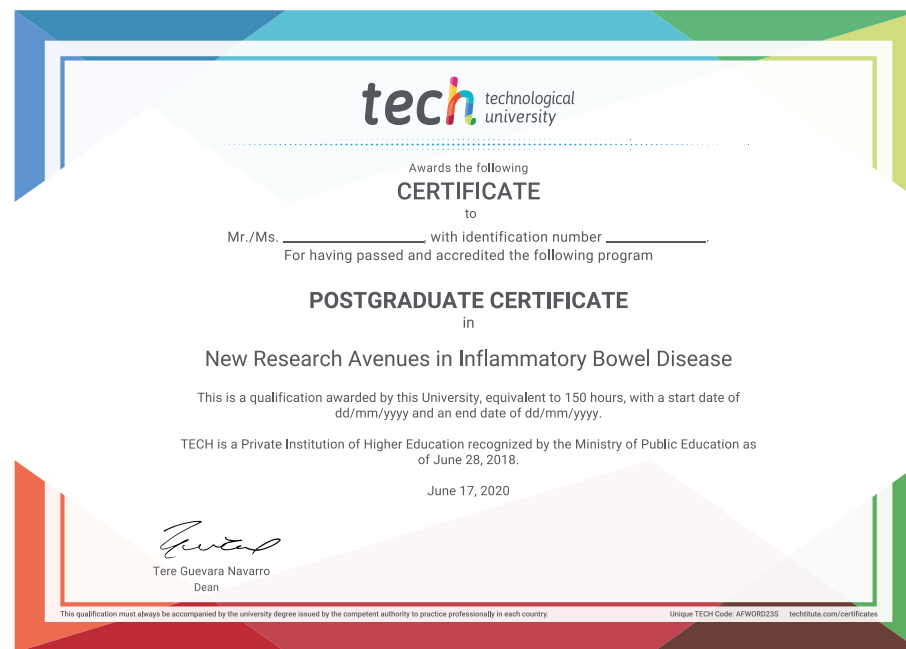 tech technological
university
Awards the following
CERTIFICATE
to
Mr./Ms. ____________________, with identification number ______________.
For having passed and accredited the following program
POSTGRADUATE CERTIFICATE
in
New Research Avenues in Inflammatory Bowel Disease
This is a qualification awarded by this University, equivalent to 150 hours, with a start date of
dd/mm/yyyy and an end date of dd/mm/yyyy.
TECH is a Private Institution of Higher Education recognized by the Ministry of Public Education as
of June 28, 2018.
June 17, 2020
Tere Guevara Navarro
Dean
This qualification must always be accompanied by the university degree issued by the competent authority to practice professionally in each country. Unique TECH Code: AFWORD23S techtitute.com/certificates